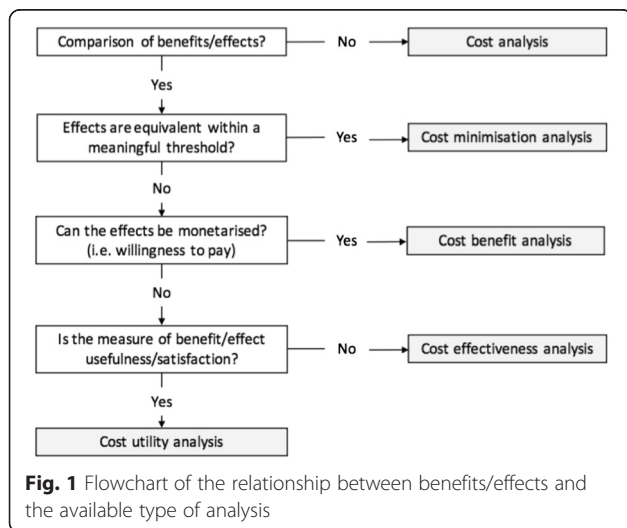 Comparison of benefits/effects?
No
Cost analysis
Yes
Effects are equivalent within a
meaningful threshold?
Yes
Cost minimisation analysis
No
Can the effects be monetarised?
(i.e. willingness to pay)
Yes
Cost benefit analysis
No
Is the measure of benefit/effect
usefulness/satisfaction?
No
Cost effectiveness analysis
Yes
Cost utility analysis
Fig. 1 Flowchart of the relationship between benefits/effects and
the available type of analysis